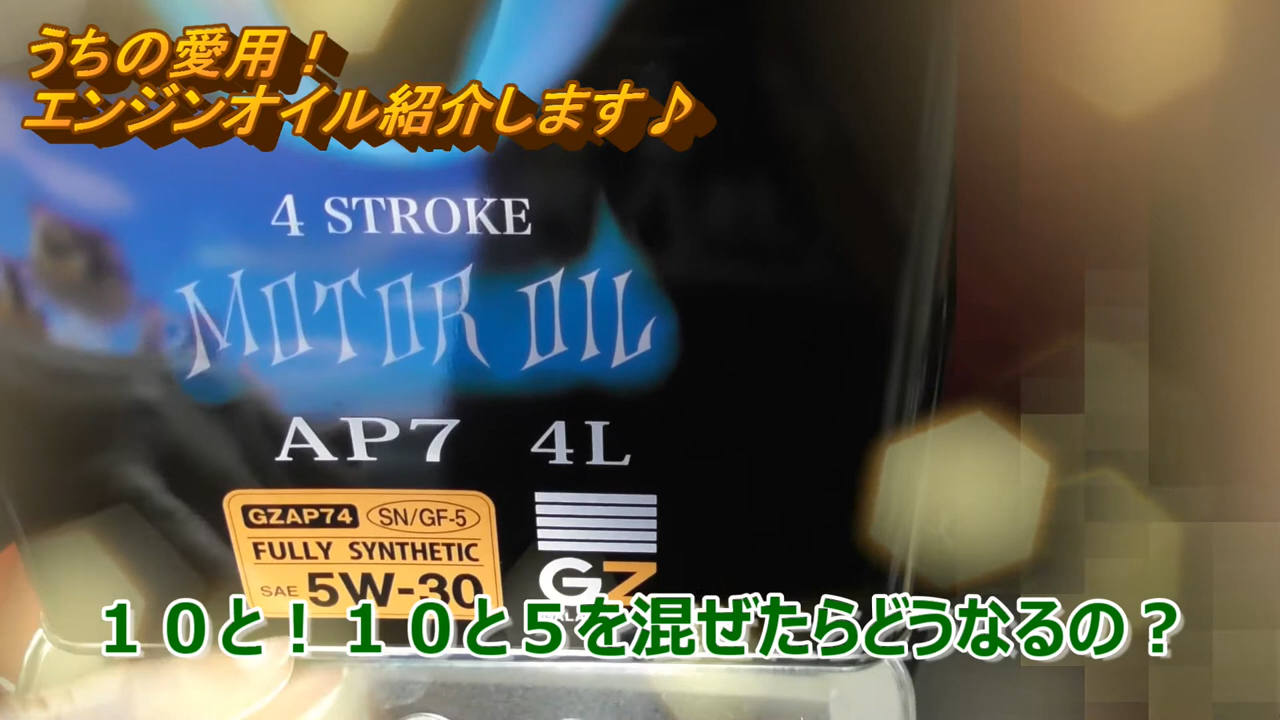 うちの愛用！
エンジンオイル紹介します♪
4 STROKE
MOTOR OIL
AP7 4L
GZAP74 SN/GF-5
FULLY SYNTHETIC
SAE 5W-30
GZ
１０と！１０と５を混ぜたらどうなるの？